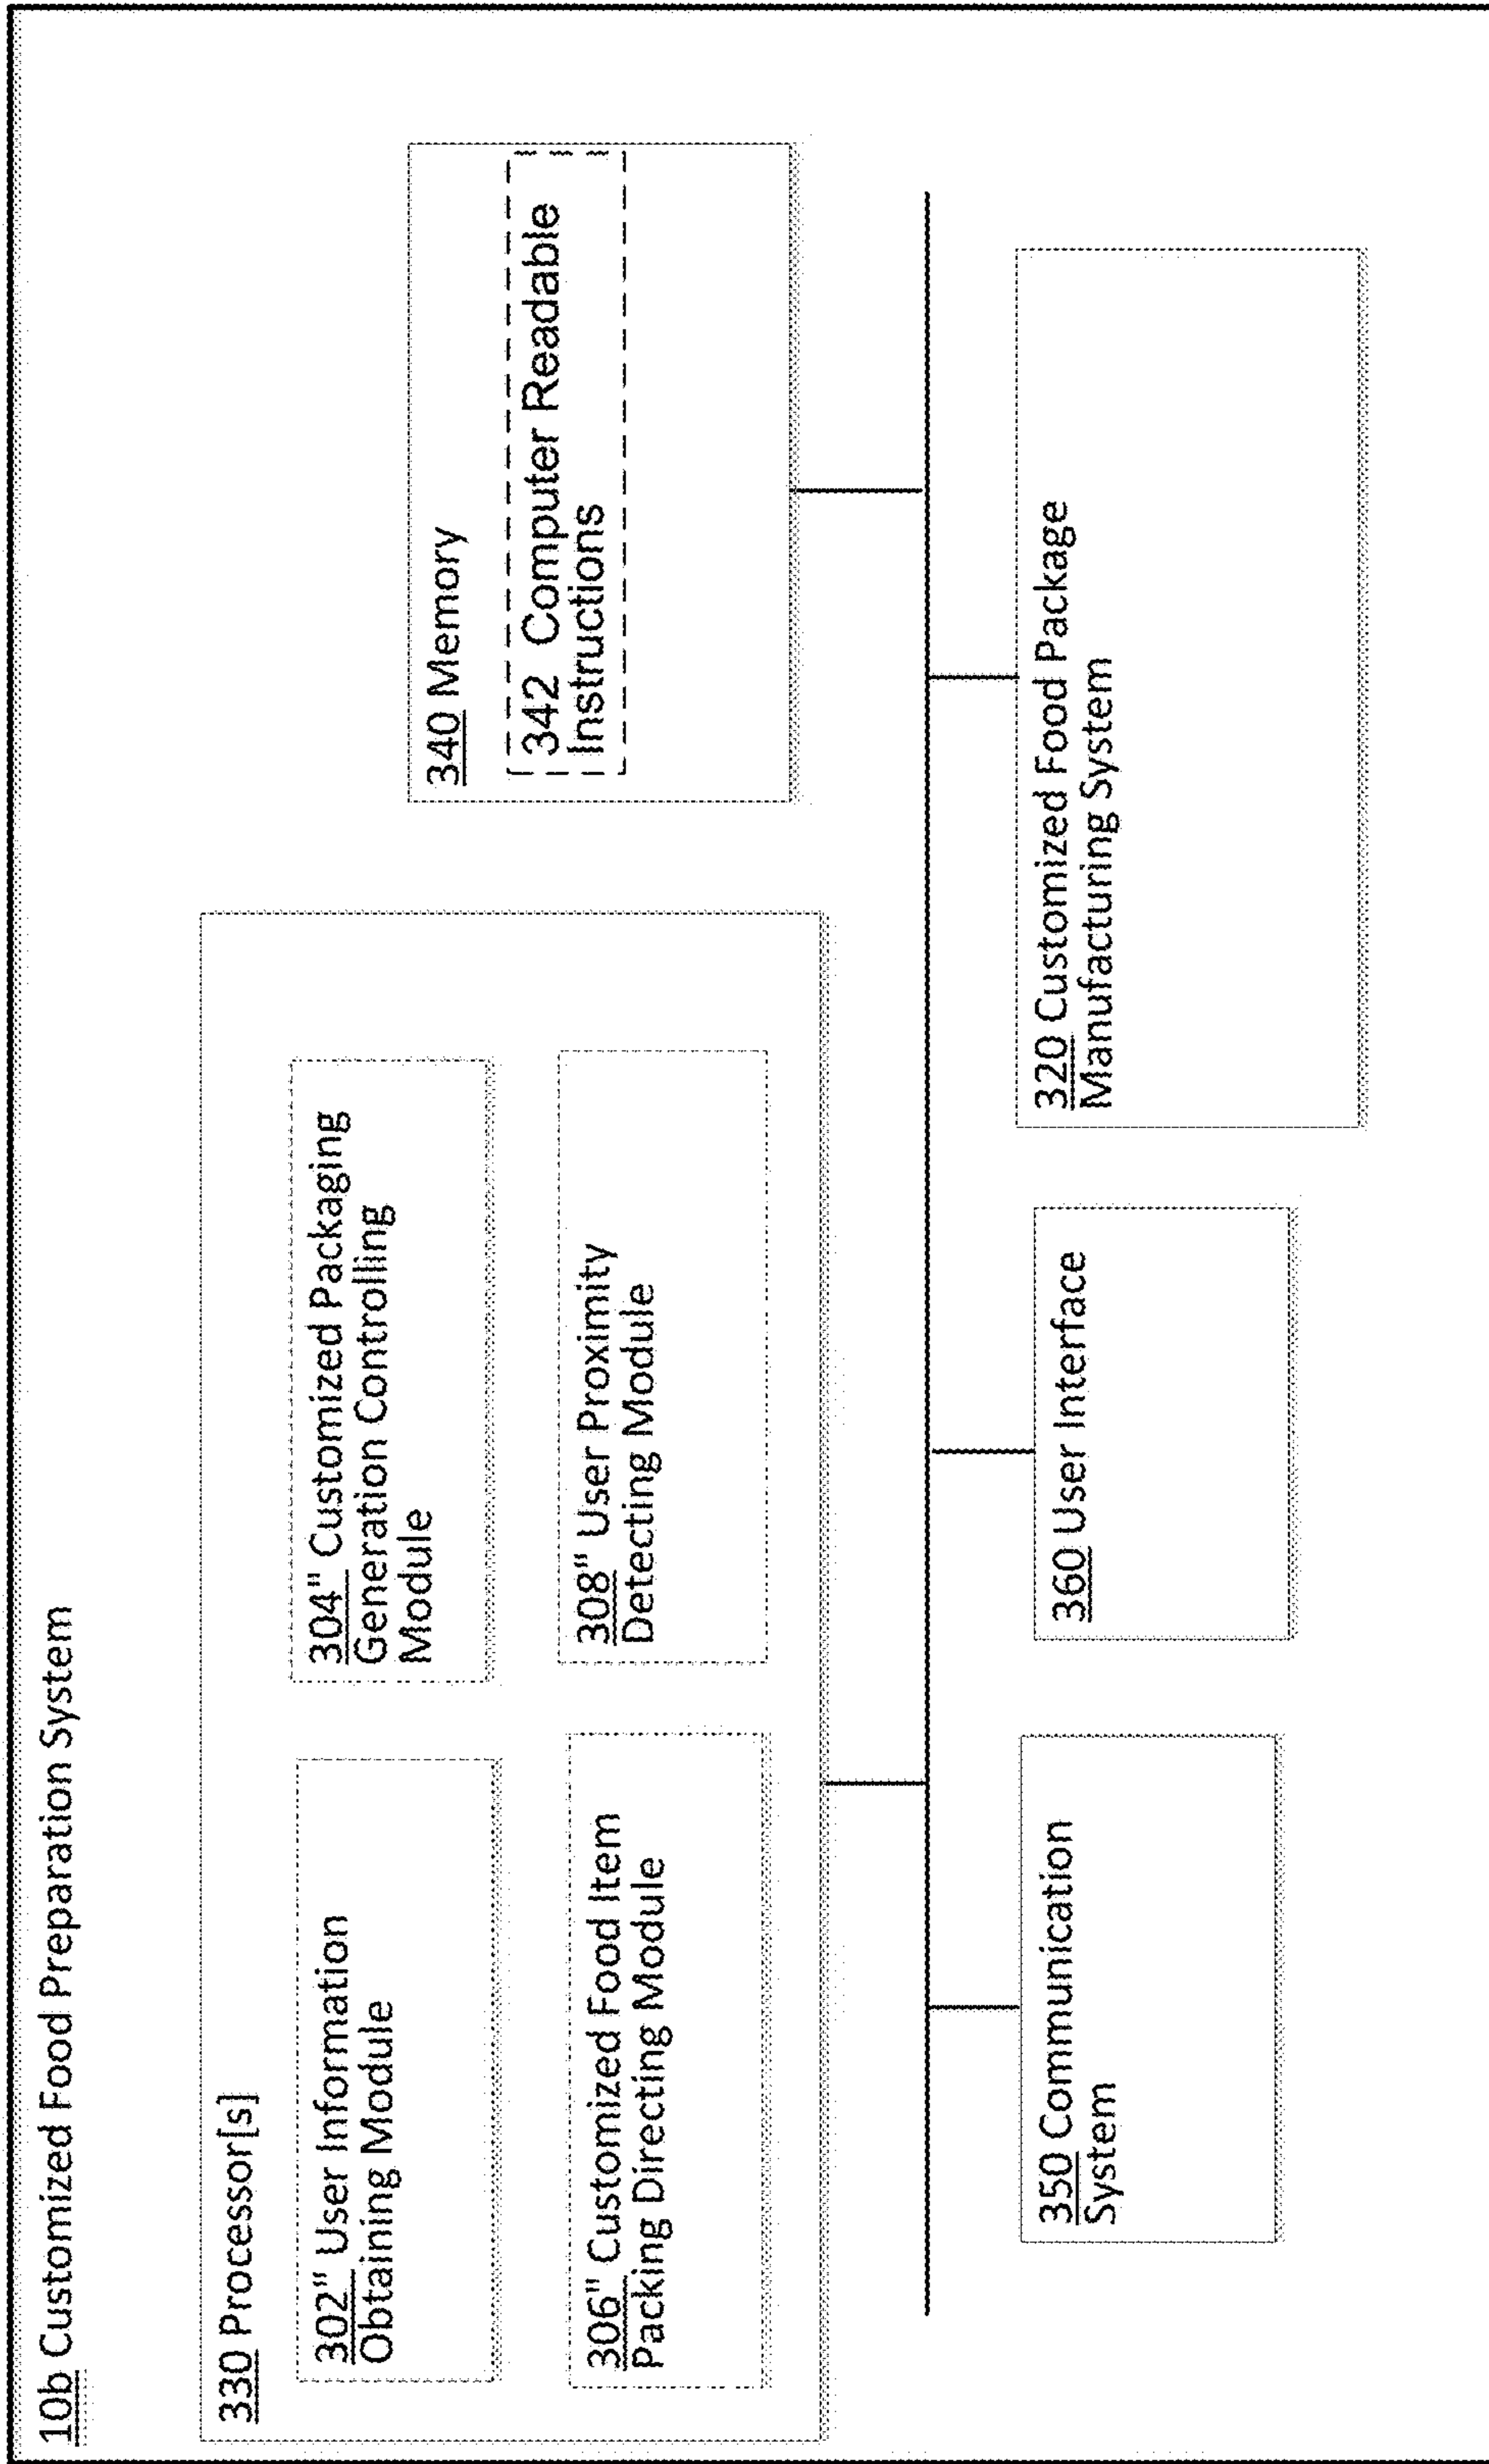 10b Customized Food Preparation System
330 Processor[s]
302" User Information
Obtaining Module
304" Customized Packaging
Generation Controlling
Module
306" Customized Food Item
Packing Directing Module
308" User Proximity
Detecting Module
340 Memory
342 Computer Readable
Instructions
350 Communication
System
360 User Interface
320 Customized Food Package
Manufacturing System